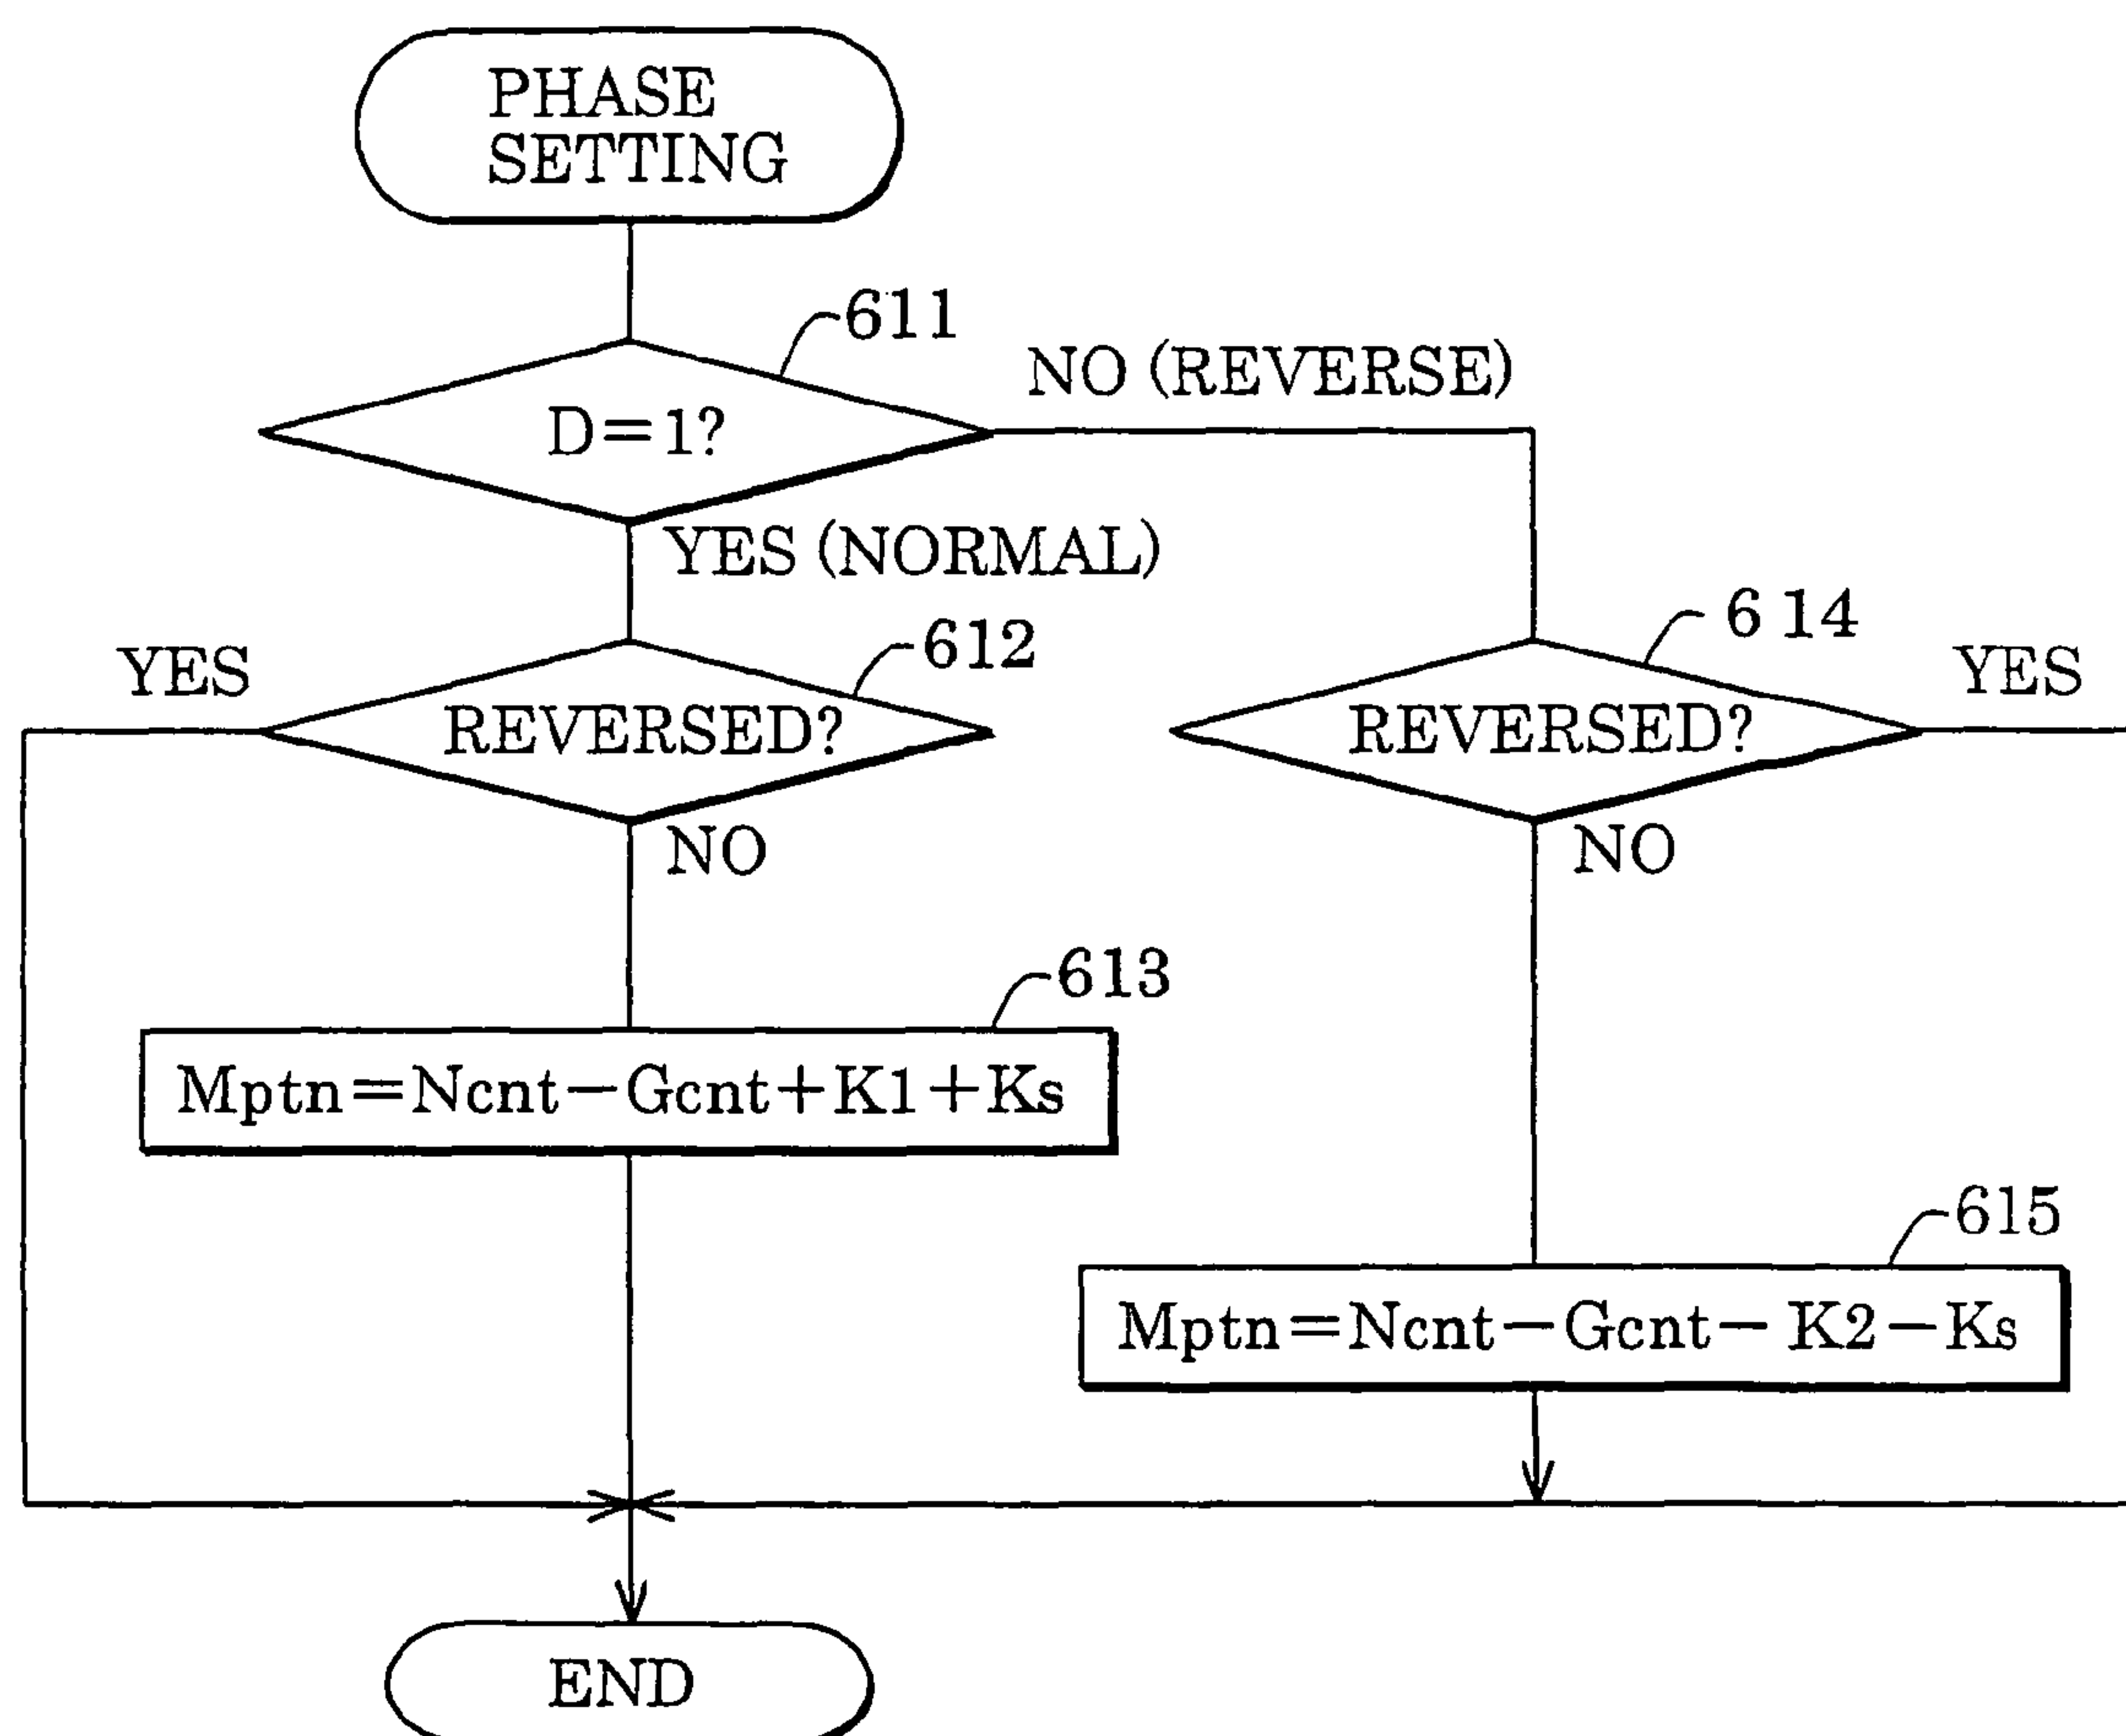 PHASE
SETTING
611
D=1?
NO (REVERSE)
YES (NORMAL)
612
6 14
YES
REVERSED?
REVERSED?
YES
NO
NO
613
Mptn=Ncnt−Gcnt+K1+Ks
615
Mptn=Ncnt−Gcnt− K2−Ks
END